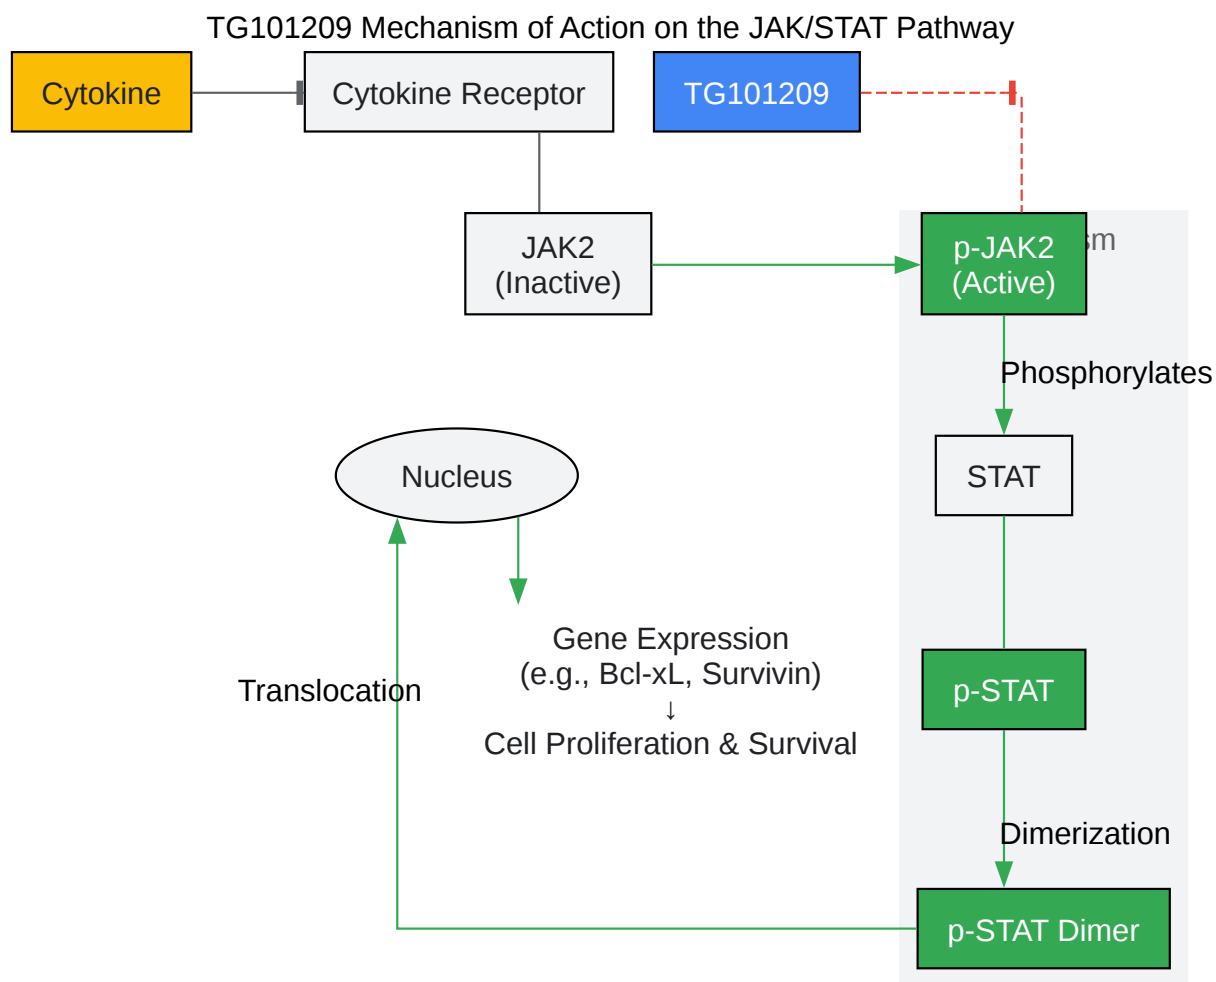 TG101209 Mechanism of Action on the JAK/STAT Pathway
Cytokine
Cytokine Receptor
TG101209
JAK2
(Inactive)
p-JAK2
(Active)
Phosphorylates
STAT
Nucleus
Gene Expression
(e.g., Bcl-xL, Survivin)
↓
Cell Proliferation & Survival
Translocation
p-STAT
Dimerization
p-STAT Dimer